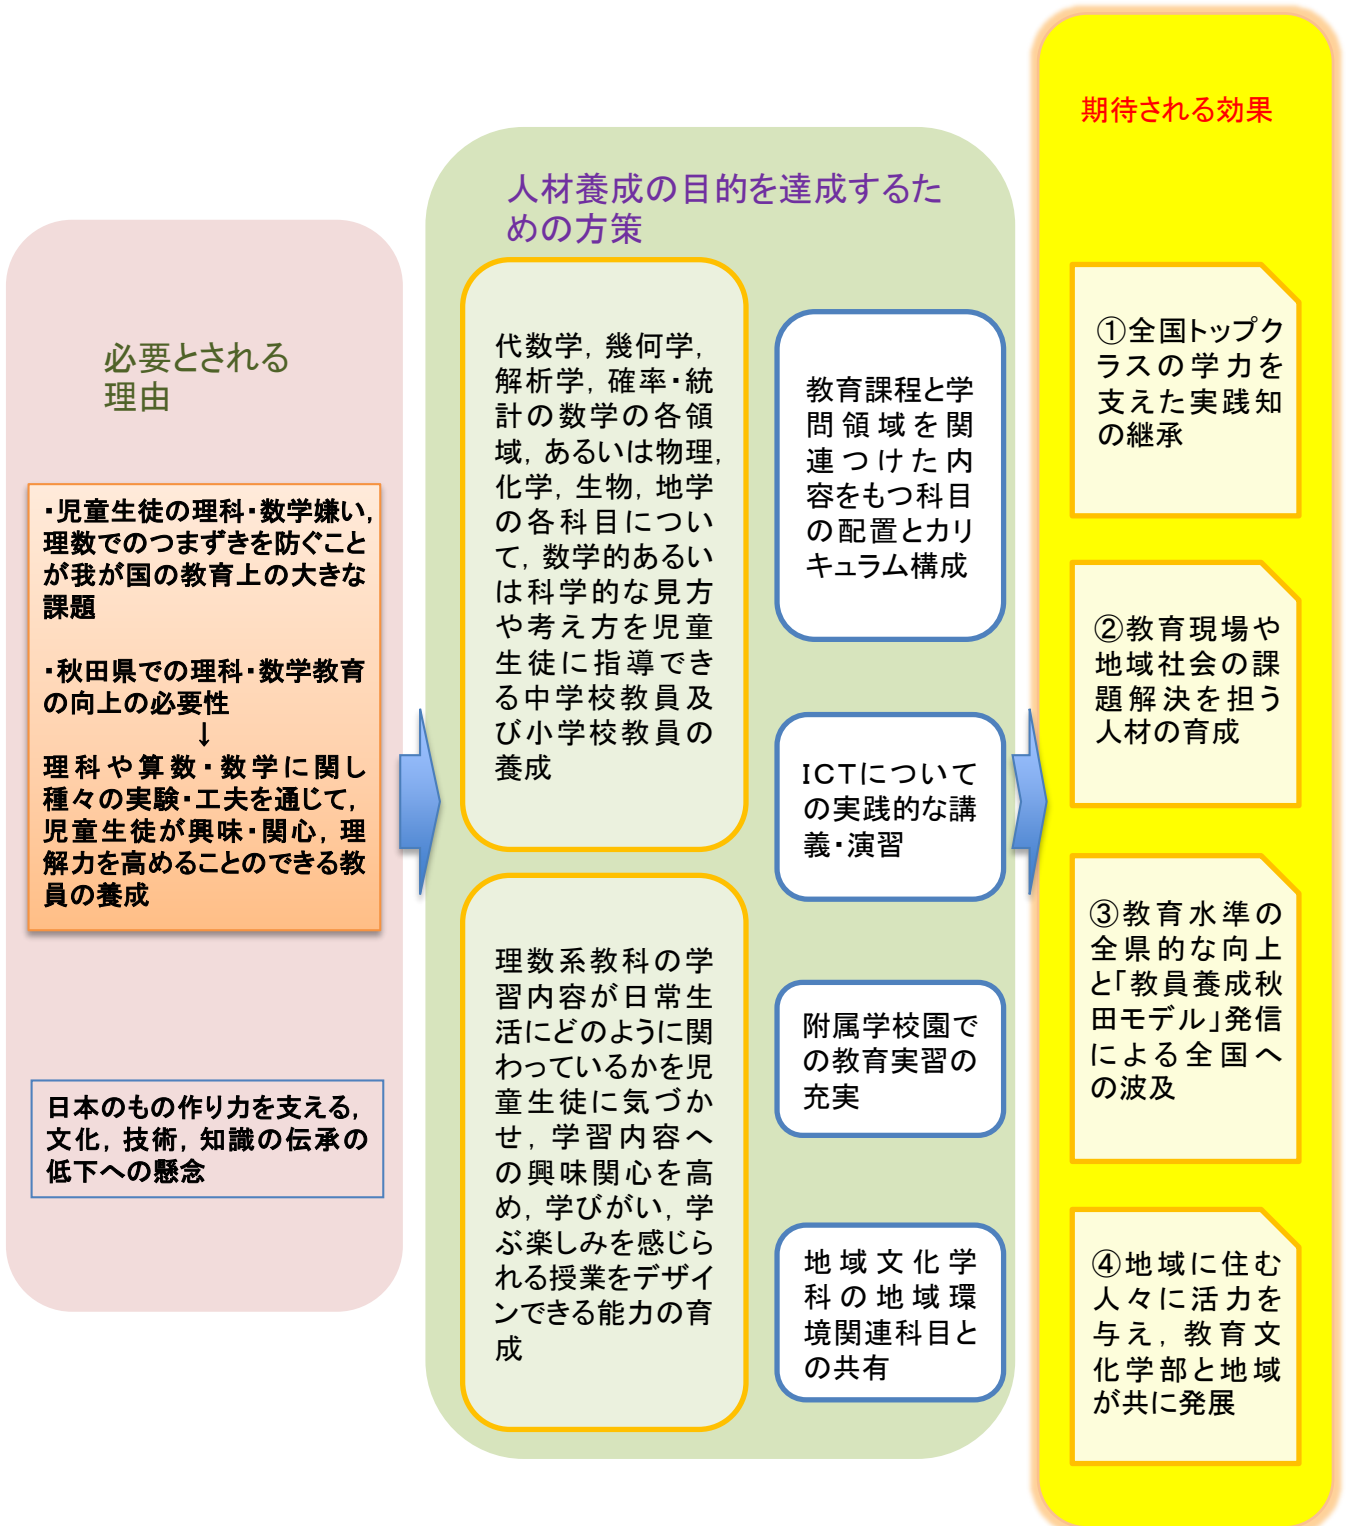 必要とされる
理由
・児童生徒の理科・数学嫌い,
理数でのつまずきを防ぐこと
が我が国の教育上の大きな
課題
・秋田県での理科・数学教育
の向上の必要性
↓
理科や算数・数学に関し
種々の実験・工夫を通じて,
児童生徒が興味・関心, 理
解力を高めることのできる教
員の養成
日本のもの作り力を支える,
文化, 技術, 知識の伝承の
低下への懸念
人材養成の目的を達成するた
めの方策
代数学, 幾何学,
解析学, 確率・統
計の数学の各領
域, あるいは物理,
化学, 生物, 地学
の各科目につい
て, 数学的あるい
は科学的な見方
や考え方を児童
生徒に指導でき
る中学校教員及
び小学校教員の
養成
理数系教科の学
習内容が日常生
活にどのように関
わっているかを児
童生徒に気づか
せ, 学習内容へ
の興味関心を高
め, 学びがい, 学
ぶ楽しみを感じら
れる授業をデザイ
ンできる能力の育
成
教育課程と学
問領域を関
連つけた内
容をもつ科目
の配置とカリ
キュラム構成
ICTについて
の実践的な講
義・演習
附属学校園で
の教育実習の
充実
地域文化学
科の地域環
境関連科目と
の共有
期待される効果
①全国トップク
ラスの学力を
支えた実践知
の継承
②教育現場や
地域社会の課
題解決を担う
人材の育成
③教育水準の
全県的な向上
と「教員養成秋
田モデル」発信
による全国へ
の波及
④地域に住む
人々に活力を
与え, 教育文
化学部と地域
が共に発展